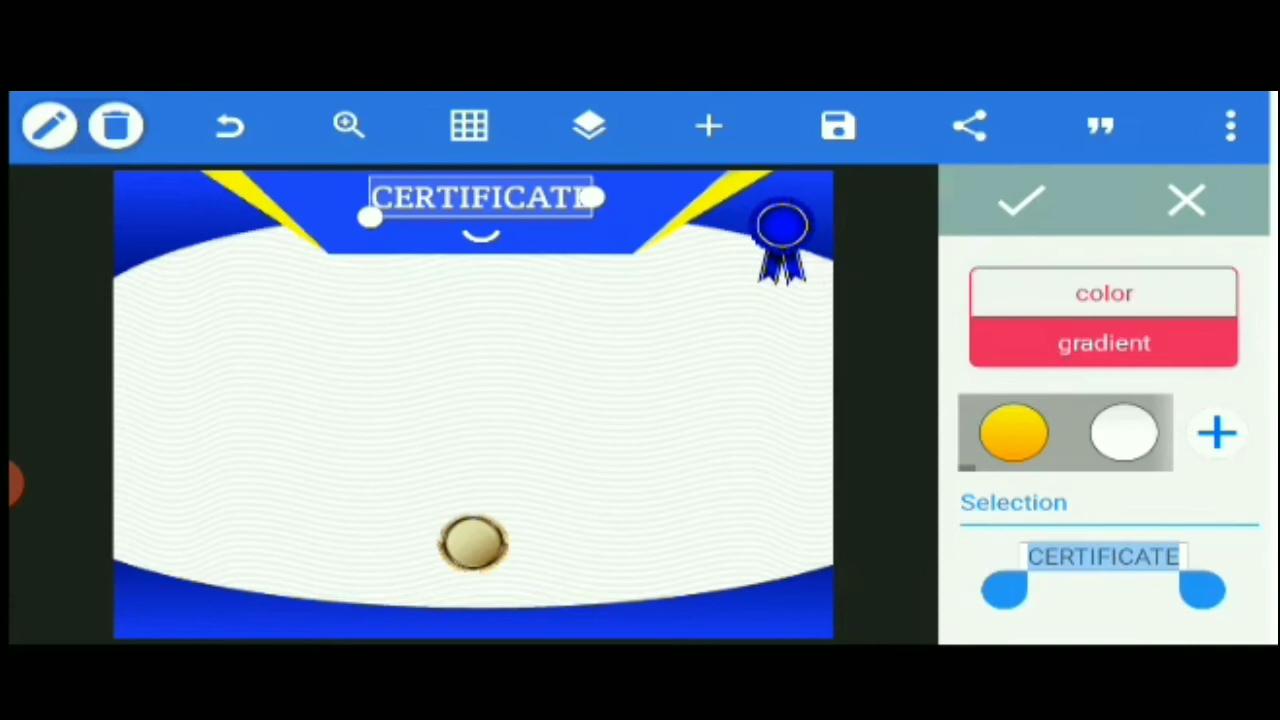 CERTIFICATE
color
gradient
Selection
CERTIFICATE